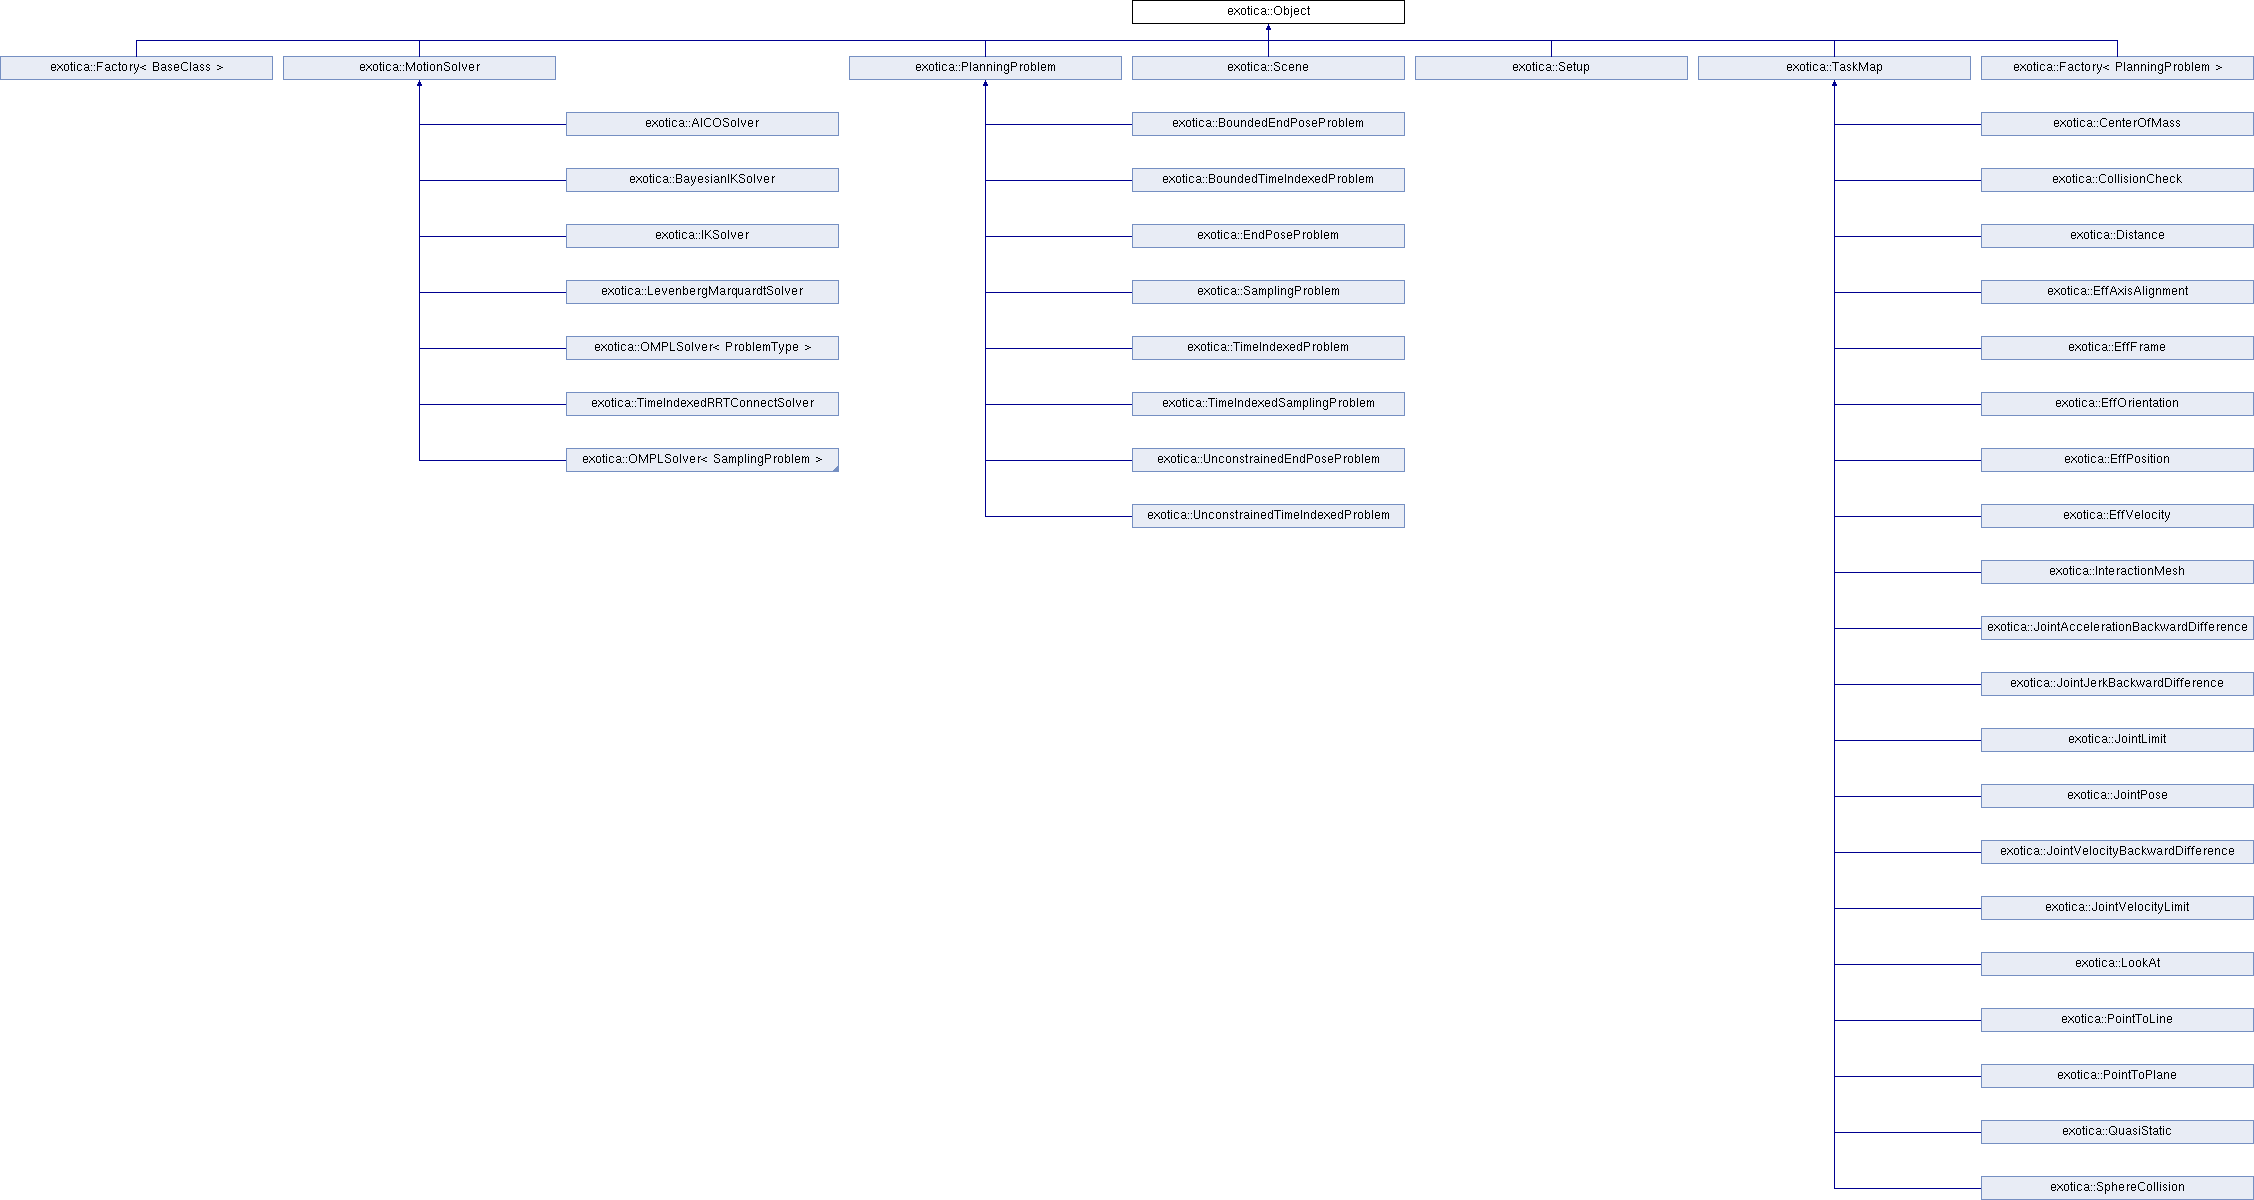 exotica::Object
exotica::Factory< BaseClass >
exotica::MotionSolver
exotica::PlanningProblem
exotica::Scene
exotica::Setup
exotica::TaskMap
exotica::Factory< PlanningProblem >
exotica::AICOSolver
exotica::BoundedEndPoseProblem
exotica::CenterOfMass
exotica::BayesianIKSolver
exotica::BoundedTimeIndexedProblem
exotica::CollisionCheck
exotica::IKSolver
exotica::EndPoseProblem
exotica::Distance
exotica::LevenbergMarquardtSolver
exotica::SamplingProblem
exotica::EffAxisAlignment
exotica::OMPLSolver< ProblemType >
exotica::TimeIndexedProblem
exotica::EffFrame
exotica::TimeIndexedRRTConnectSolver
exotica::TimeIndexedSamplingProblem
exotica::EffOrientation
exotica::OMPLSolver< SamplingProblem >
exotica::UnconstrainedEndPoseProblem
exotica::EffPosition
exotica::UnconstrainedTimeIndexedProblem
exotica::EffVelocity
exotica::InteractionMesh
exotica::JointAccelerationBackwardDifference
exotica::JointJerkBackwardDifference
exotica::JointLimit
exotica::JointPose
exotica::JointVelocityBackwardDifference
exotica::JointVelocityLimit
exotica::LookAt
exotica::PointToLine
exotica::PointToPlane
exotica::QuasiStatic
exotica::SphereCollision